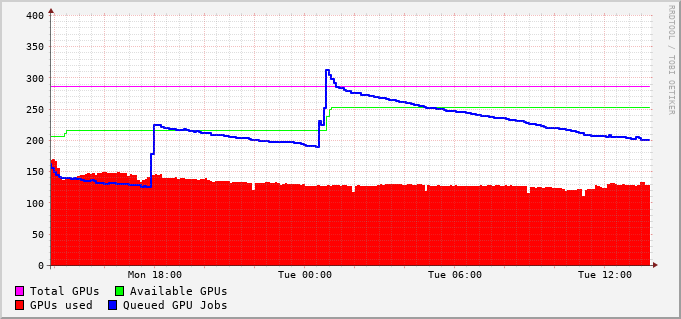 400
350
300
250
200
150
100
50
0
Mon 18:00 Tue 00:00 Tue 06:00 Tue 12:00
Total GPUs Available GPUs
GPUs used Queued GPU Jobs
RRDTOOL / TOBI OETIKER